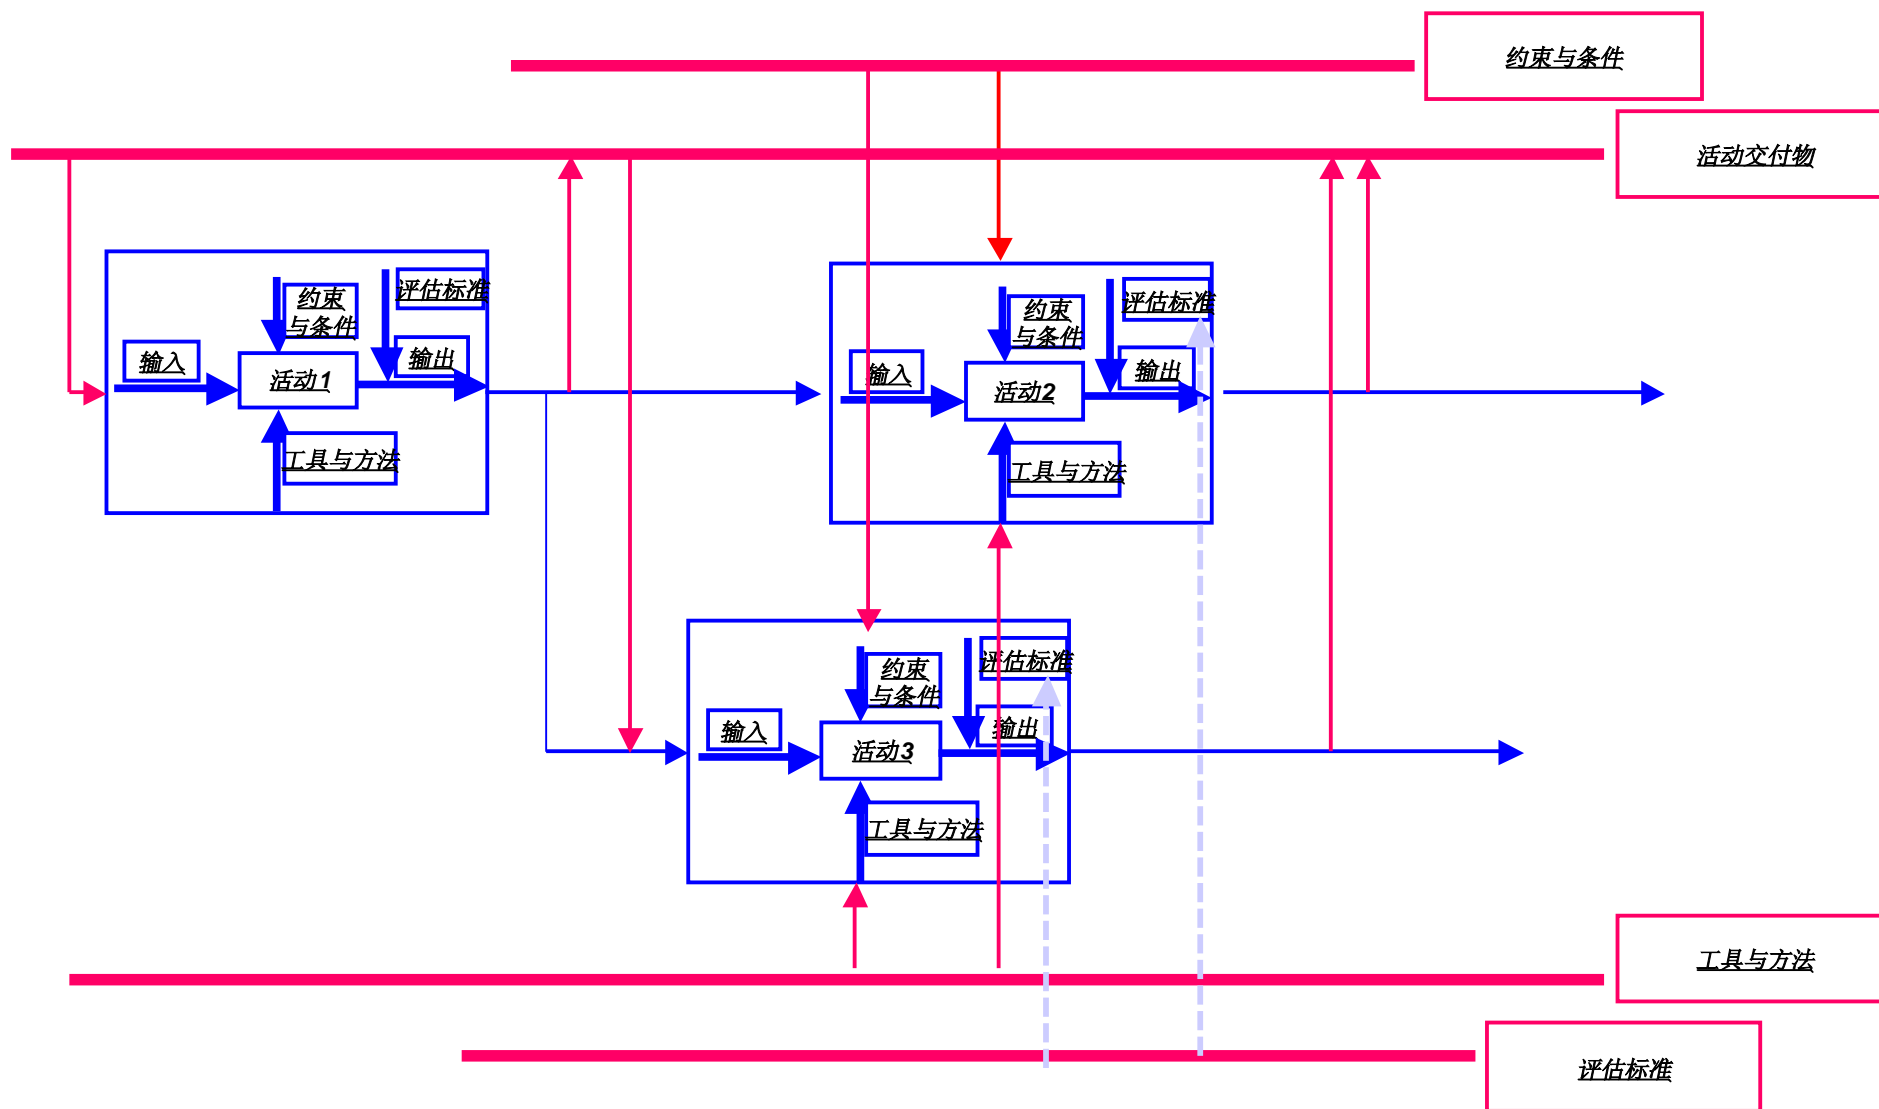 约束与条件
活动交付物
评估标准
约束
与条件
输入
输出
活动1
工具与方法
评估标准
约束
与条件
输入
输出
活动2
工具与方法
评估标准
约束
与条件
输入
输出
活动3
工具与方法
工具与方法
评估标准